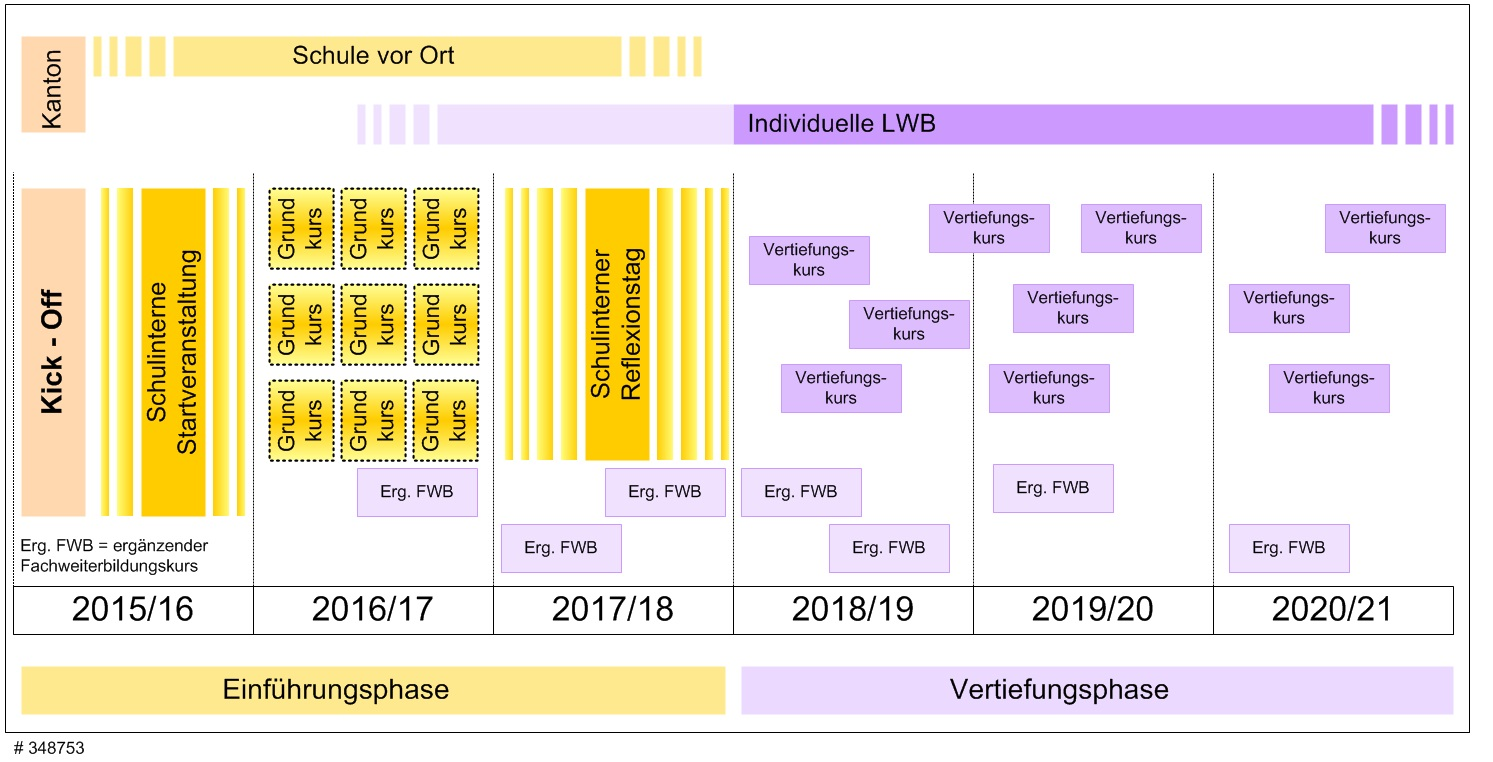 Kanton
Schule vor Ort
Individuelle LWB
Kick - Off
Schulinterne
Startveranstaltung
Grund
kurs
Grund
kurs
Grund
kurs
Grund
kurs
Grund
kurs
Grund
kurs
Grund
kurs
Grund
kurs
Grund
kurs
Schulinterner
Reflexionstag
Vertiefungs-
kurs
Vertiefungs-
kurs
Vertiefungs-
kurs
Vertiefungs-
kurs
Vertiefungs-
kurs
Vertiefungs-
kurs
Vertiefungs-
kurs
Vertiefungs-
kurs
Vertiefungs-
kurs
Vertiefungs-
kurs
Erg. FWB
Erg. FWB
Erg. FWB
Erg. FWB
Erg. FWB
Erg. FWB
Erg. FWB
Erg. FWB = ergänzender
Fachweiterbildungskurs
2015/16
2016/17
2017/18
2018/19
2019/20
2020/21
Einführungsphase
Vertiefungsphase
# 348753